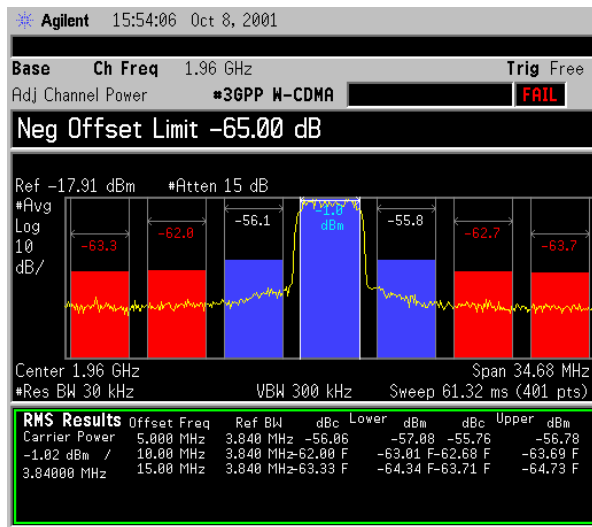 Agilent 15:54:06 Oct 8, 2001
Base Ch Freq 1.96 GHz Trig Free
Adj Channel Power #3GPP W-CDMA FAIL
Neg Offset Limit -65.00 dB
Ref -17.91 dBm #Atten 15 dB
#Avg
Log
10
dB/
-63.3 -62.0 -56.1 -1.0 dBm -55.8 -62.7 -63.7
Center 1.96 GHz Span 34.68 MHz
#Res BW 30 kHz VBW 300 kHz Sweep 61.32 ms (401 pts)
RMS Results Offset Freq Ref BW dBc Lower dBm dBc Upper dBm
Carrier Power 5.000 MHz 3.840 MHz -56.06 -57.08 -55.76 -56.78
-1.02 dBm / 10.00 MHz 3.840 MHz-62.00 F -63.01 F-62.68 F -63.69 F
3.84000 MHz 15.00 MHz 3.840 MHz-63.33 F -64.34 F-63.71 F -64.73 F